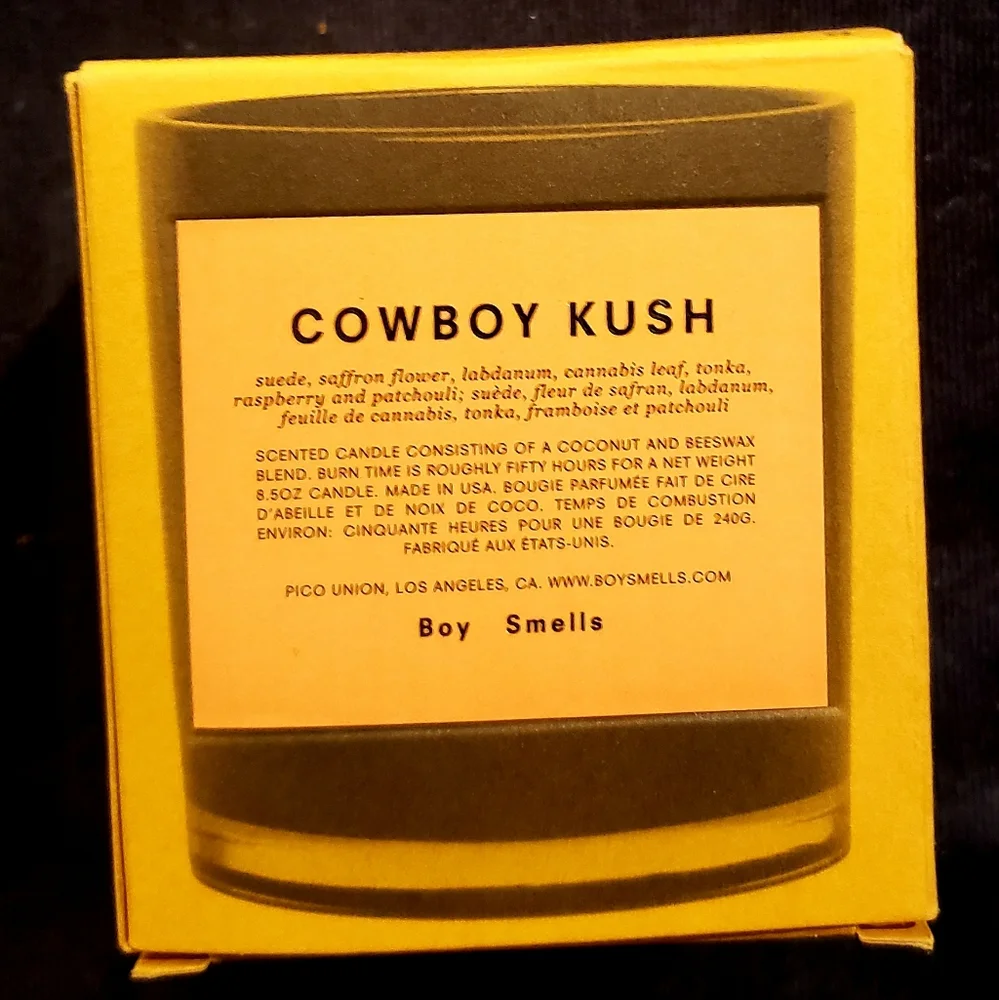 COWBOY KUSH
suede, saffron flower, labdanum, cannabis leaf, tonka,
raspberry and patchouli; suède, fleur de safran, labdanum,
feuille de cannabis, tonka, framboise et patchouli
SCENTED CANDLE CONSISTING OF A COCONUT AND BEESWAX
BLEND. BURN TIME IS ROUGHLY FIFTY HOURS FOR A NET WEIGHT
8.5OZ CANDLE. MADE IN USA. BOUGIE PARFUMÉE FAIT DE CIRE
D'ABEILLE ET DE NOIX DE COCO. TEMPS DE COMBUSTION
ENVIRON: CINQUANTE HEURES POUR UNE BOUGIE DE 240G.
FABRIQUÉ AUX ÉTATS-UNIS.
PICO UNION, LOS ANGELES, CA. WWW.BOYSMELLS.COM
Boy Smells